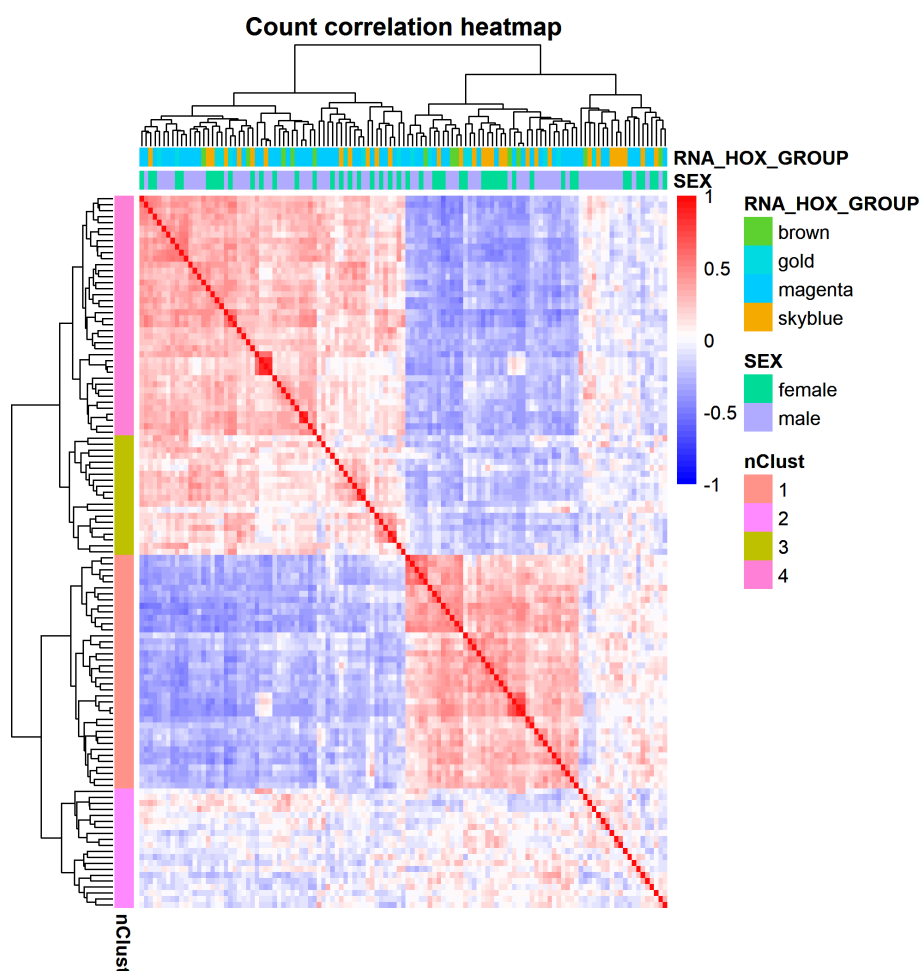 Count correlation heatmap
RNA_HOX_GROUP
SEX
1
0.5
0
-0.5
-1
RNA_HOX_GROUP
brown
gold
magenta
skyblue
SEX
female
male
nClust
1
2
3
4
nClust